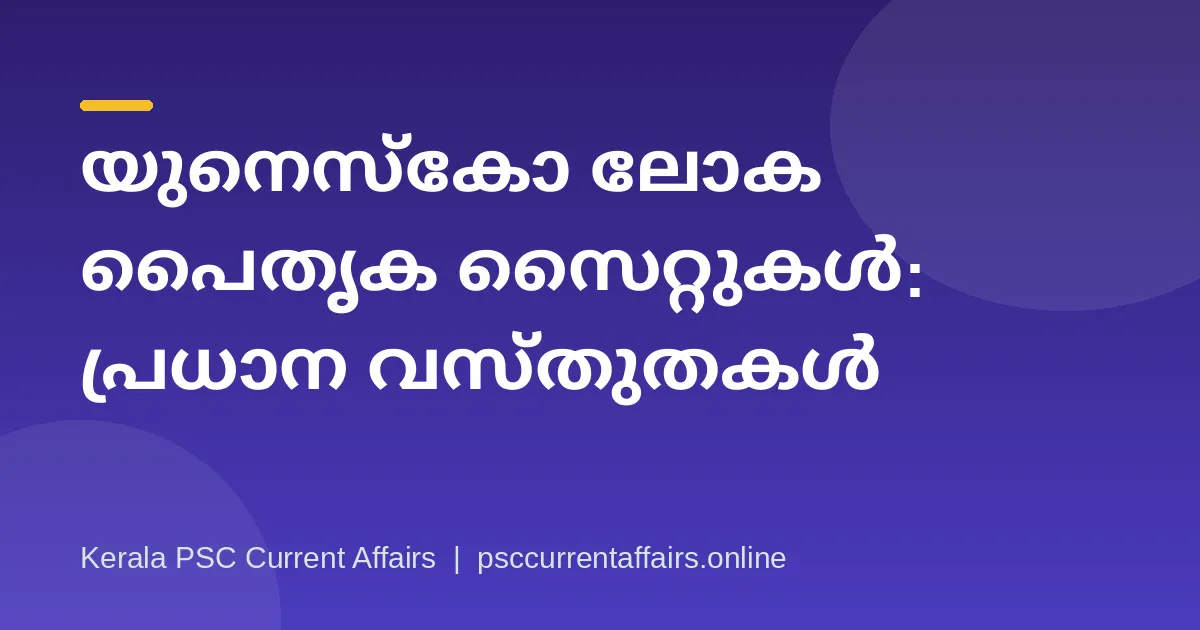 യുനെസ്കോ ലോക
പൈതൃക സൈറ്റുകൾ:
പ്രധാന വസ്തുതകൾ
Kerala PSC Current Affairs | psccurrentaffairs.online